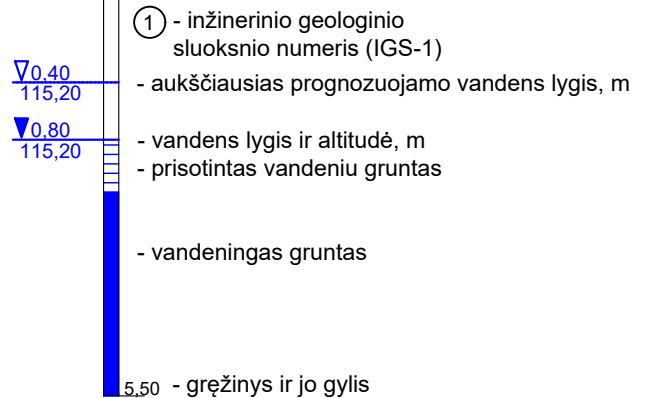 1 - inžinerinio geologinio
sluoksnio numeris (IGS-1)
0,40
115,20
- aukščiausias prognozuojamo vandens lygis, m
0,80
115,20
- vandens lygis ir altitudė, m
- prisotintas vandeniu gruntas
- vandeningas gruntas
5,50 - gręžinys ir jo gylis